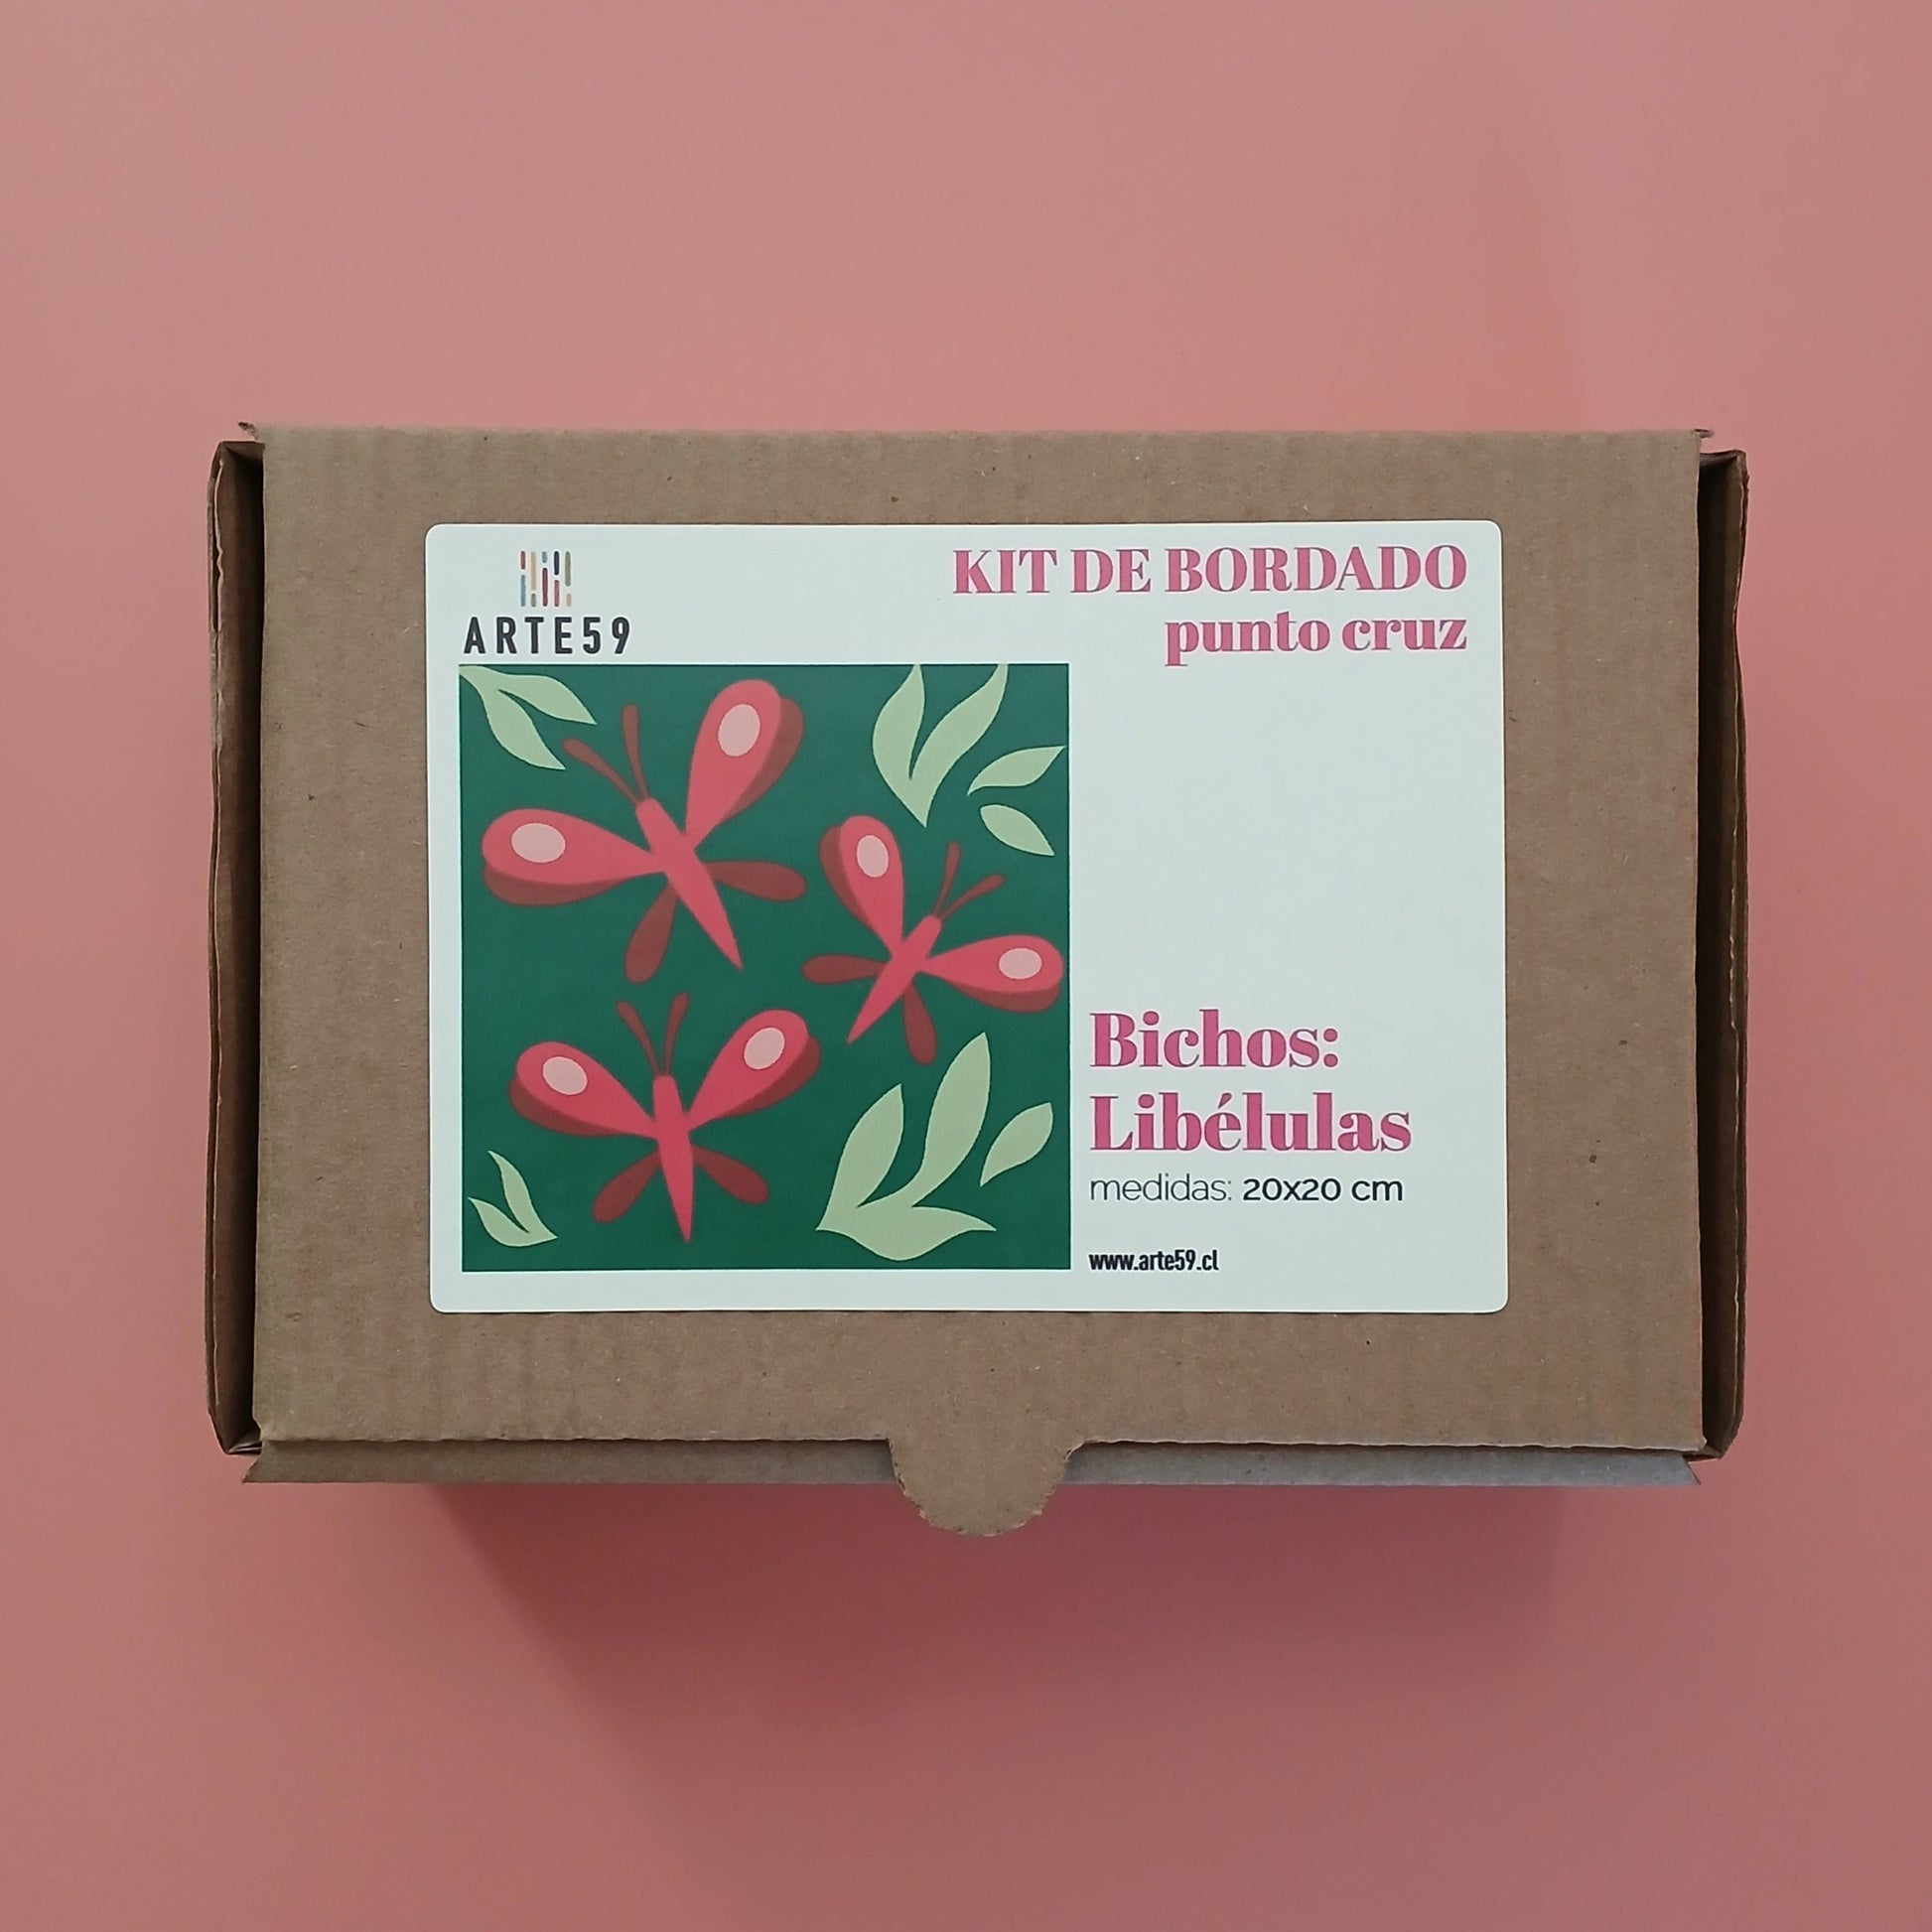 ARTE59
KIT DE BORDADO
punto cruz
Bichos:
Libélulas
medidas: 20x20 cm
www.arte59.cl